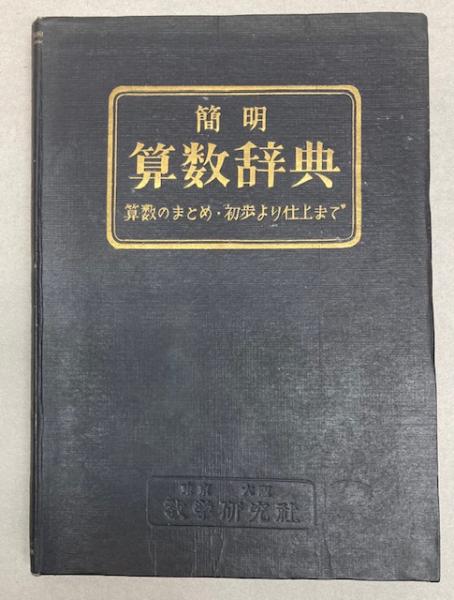 簡明
算数辞典
算数のまとめ・初歩より仕上まで
東京 大阪
教学研究社